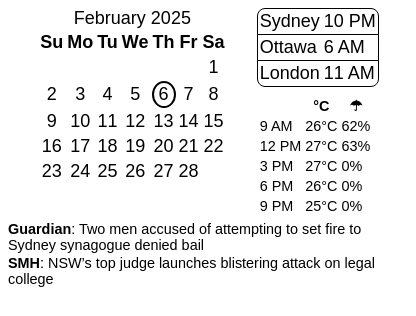 February 2025
Su Mo Tu We Th Fr Sa
1
2 3 4 5 6 7 8
9 10 11 12 13 14 15
16 17 18 19 20 21 22
23 24 25 26 27 28
Sydney 10 PM
Ottawa 6 AM
London 11 AM
°C ☂
9 AM 26°C 62%
12 PM 27°C 63%
3 PM 27°C 0%
6 PM 26°C 0%
9 PM 25°C 0%
Guardian: Two men accused of attempting to set fire to
Sydney synagogue denied bail
SMH: NSW's top judge launches blistering attack on legal
college